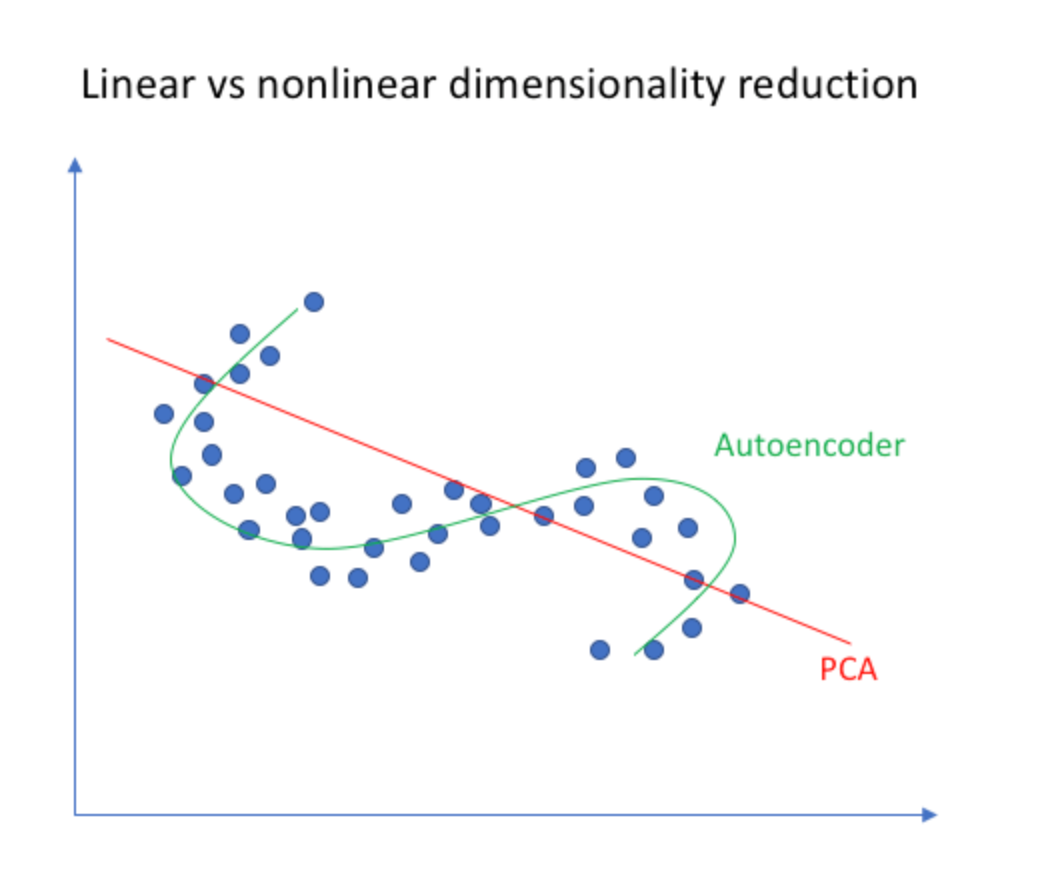 Linear vs nonlinear dimensionality reduction
Autoencoder
PCA